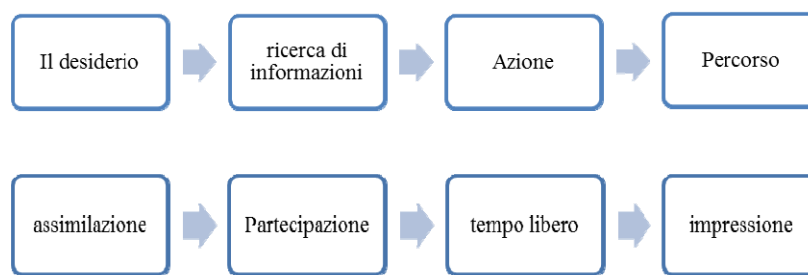 Il desiderio
ricerca di
informazioni
Azione
Percorso
assimilazione
Partecipazione
tempo libero
impressione